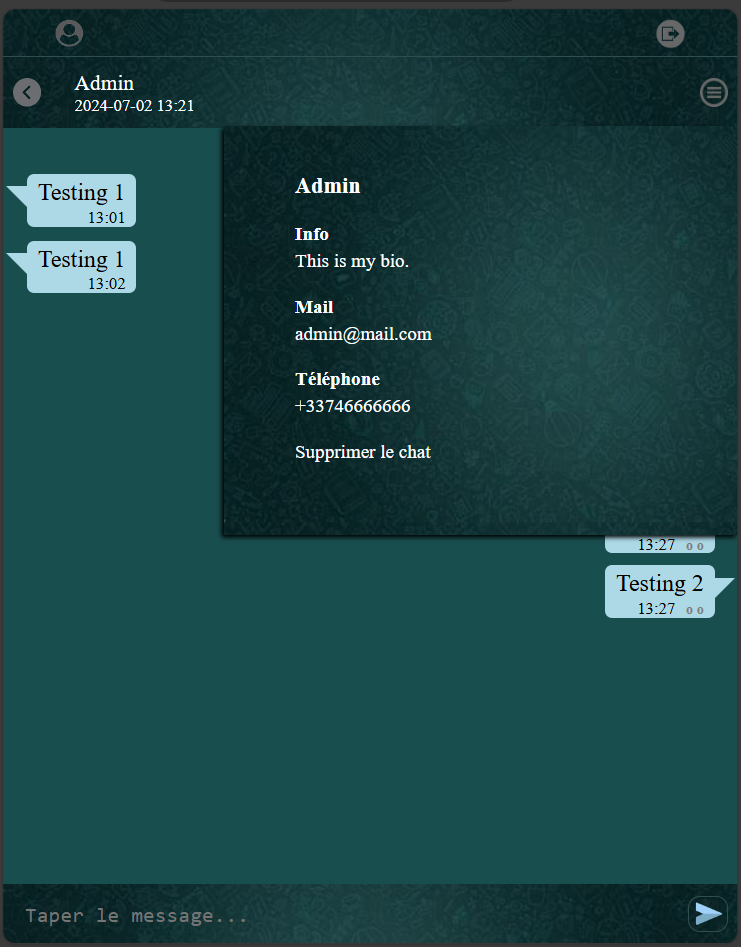 Admin
2024-07-02 13:21
Testing 1
13:01
Testing 1
13:02
Admin
Info
This is my bio.
Mail
admin@mail.com
Téléphone
+33746666666
Supprimer le chat
13:27 o o
Testing 2
13:27 o o
Taper le message...